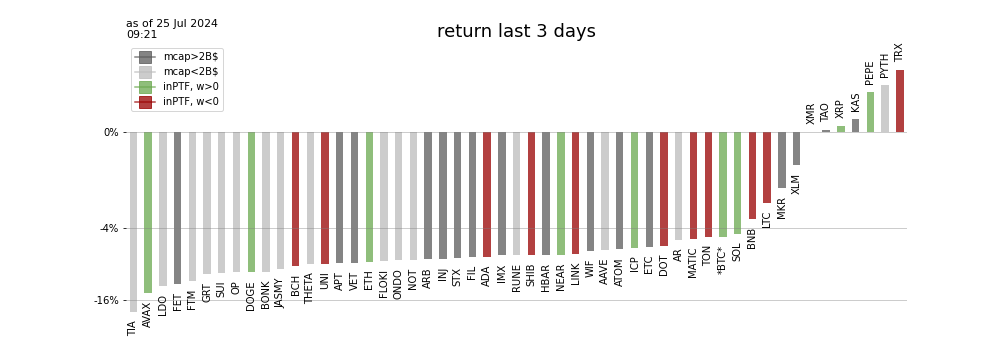 as of 25 Jul 2024
09:21
return last 3 days
mcap>2B$
mcap<2B$
inPTF, w>0
inPTF, w<0
0%
-4%
-16%
TIA
AVAX
LDO
FET
FTM
GRT
SUI
OP
DOGE
BONK
JASMY
BCH
THETA
UNI
APT
VET
ETH
FLOKI
ONDO
NOT
ARB
INJ
STX
FIL
ADA
IMX
RUNE
SHIB
HBAR
NEAR
LINK
WIF
AAVE
ATOM
ICP
ETC
DOT
AR
MATIC
TON
*BTC*
SOL
BNB
LTC
MKR
XLM
XMR
TAO
XRP
KAS
PEPE
PYTH
TRX